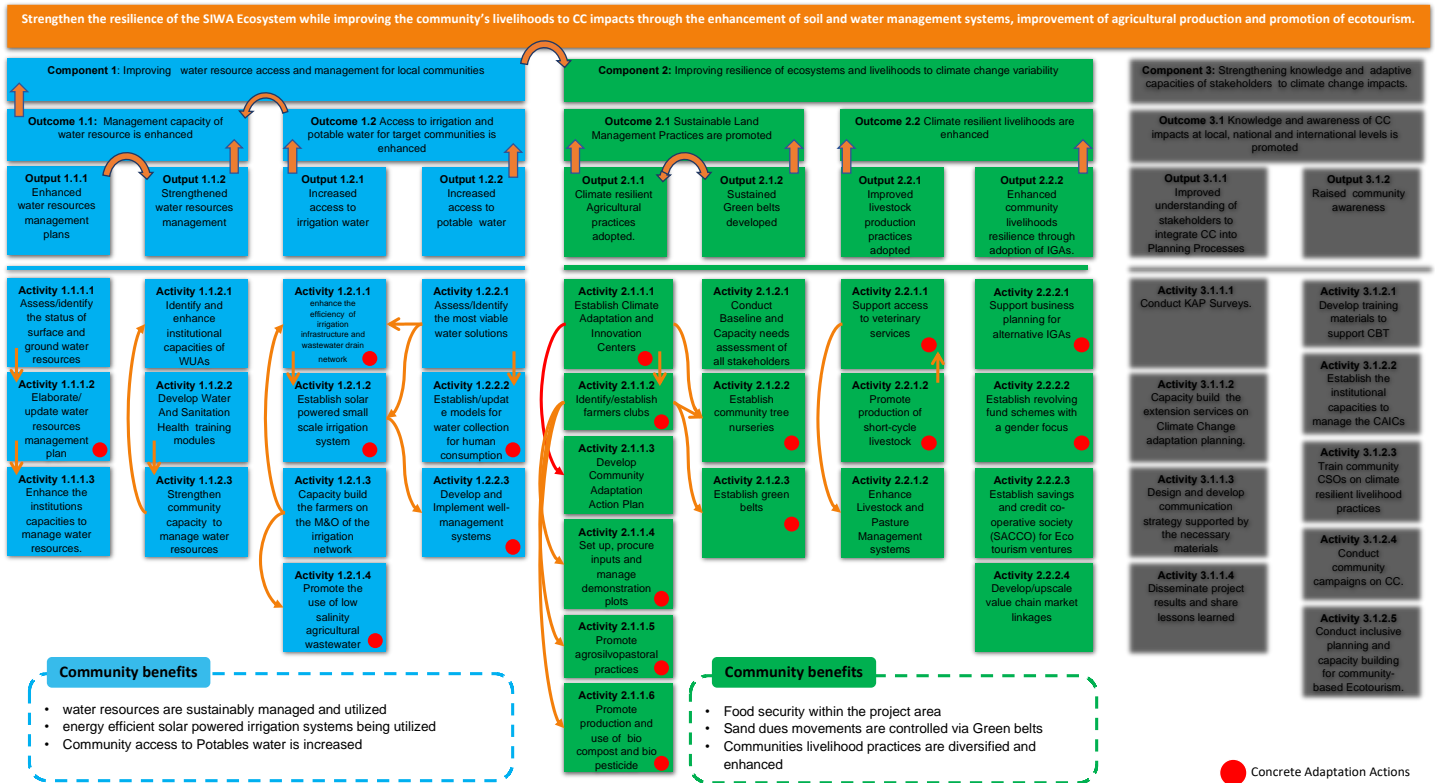 Strengthen the resilience of the SIWA Ecosystem while improving the community's livelihoods to CC impacts through the enhancement of soil and water management systems, improvement of agricultural production and promotion of ecotourism.
Component 1: Improving water resource access and management for local communities
Outcome 1.1: Management capacity of
water resource is enhanced
Outcome 1.2 Access to irrigation and
potable water for target communities is
enhanced
Output 1.1.1
Enhanced
water resources
management
plans
Output 1.1.2
Strengthened
water resources
management
Output 1.2.1
Increased
access to
irrigation water
Output 1.2.2
Increased
access to
potable water
Activity 1.1.1.1
Assess/identify
the status of
surface and
ground water
resources
Activity 1.1.1.2
Elaborate/
update water
resources
management
plan
Activity 1.1.1.3
Enhance the
institutions
capacities to
manage water
resources.
Activity 1.1.2.1
Identify and
enhance
institutional
capacities of
WUAs
Activity 1.1.2.2
Develop Water
And Sanitation
Health training
modules
Activity 1.1.2.3
Strengthen
community
capacity to
manage water
resources
Activity 1.2.1.1
enhance the
efficiency of
irrigation
infrastructure and
wastewater drain
network
Activity 1.2.1.2
Establish solar
powered small
scale irrigation
system
Activity 1.2.1.3
Capacity build
the farmers on
the M&O of the
irrigation
network
Activity 1.2.1.4
Promote the
use of low
salinity
agricultural
wastewater
Activity 1.2.2.1
Assess/Identify
the most viable
water solutions
Activity 1.2.2.2
Establish/updat
e models for
water collection
for human
consumption
Activity 1.2.2.3
Develop and
Implement well-
management
systems
Component 2: Improving resilience of ecosystems and livelihoods to climate change variability
Outcome 2.1 Sustainable Land
Management Practices are promoted
Outcome 2.2 Climate resilient livelihoods are
enhanced
Output 2.1.1
Climate resilient
Agricultural
practices
adopted.
Output 2.1.2
Sustained
Green belts
developed
Output 2.2.1
Improved
livestock
production
practices
adopted
Output 2.2.2
Enhanced
community
livelihoods
resilience through
adoption of IGAs.
Activity 2.1.1.1
Establish Climate
Adaptation and
Innovation
Centers
Activity 2.1.1.2
Identify/establish
farmers clubs
Activity 2.1.1.3
Develop
Community
Adaptation
Action Plan
Activity 2.1.1.4
Set up, procure
inputs and
manage
demonstration
plots
Activity 2.1.1.5
Promote
agrosilvopastoral
practices
Activity 2.1.1.6
Promote
production and
use of bio
compost and bio
pesticide
Activity 2.1.2.1
Conduct
Baseline and
Capacity needs
assessment of
all stakeholders
Activity 2.1.2.2
Establish
community tree
nurseries
Activity 2.1.2.3
Establish green
belts
Activity 2.2.1.1
Support access
to veterinary
services
Activity 2.2.1.2
Promote
production of
short-cycle
livestock
Activity 2.2.1.2
Enhance
Livestock and
Pasture
Management
systems
Activity 2.2.2.1
Support business
planning for
alternative IGAs
Activity 2.2.2.2
Establish revolving
fund schemes with
a gender focus
Activity 2.2.2.3
Establish savings
and credit co-
operative society
(SACCO) for Eco
tourism ventures
Activity 2.2.2.4
Develop/upscale
value chain market
linkages
Component 3: Strengthening knowledge and adaptive
capacities of stakeholders to climate change impacts.
Outcome 3.1 Knowledge and awareness of CC
impacts at local, national and international levels is
promoted
Output 3.1.1
Improved
understanding of
stakeholders to
integrate CC into
Planning Processes
Output 3.1.2
Raised community
awareness
Activity 3.1.1.1
Conduct KAP Surveys.
Activity 3.1.1.2
Capacity build the
extension services on
Climate Change
adaptation planning.
Activity 3.1.1.3
Design and develop
communication
strategy supported by
the necessary
materials
Activity 3.1.1.4
Disseminate project
results and share
lessons learned
Activity 3.1.2.1
Develop training
materials to
support CBT
Activity 3.1.2.2
Establish the
institutional
capacities to
manage the CAICs
Activity 3.1.2.3
Train community
CSOs on climate
resilient livelihood
practices
Activity 3.1.2.4
Conduct
community
campaigns on CC.
Activity 3.1.2.5
Conduct inclusive
planning and
capacity building
for community-
based Ecotourism.
Community benefits
• water resources are sustainably managed and utilized
• energy efficient solar powered irrigation systems being utilized
• Community access to Potables water is increased
Community benefits
• Food security within the project area
• Sand dues movements are controlled via Green belts
• Communities livelihood practices are diversified and
enhanced
Concrete Adaptation Actions